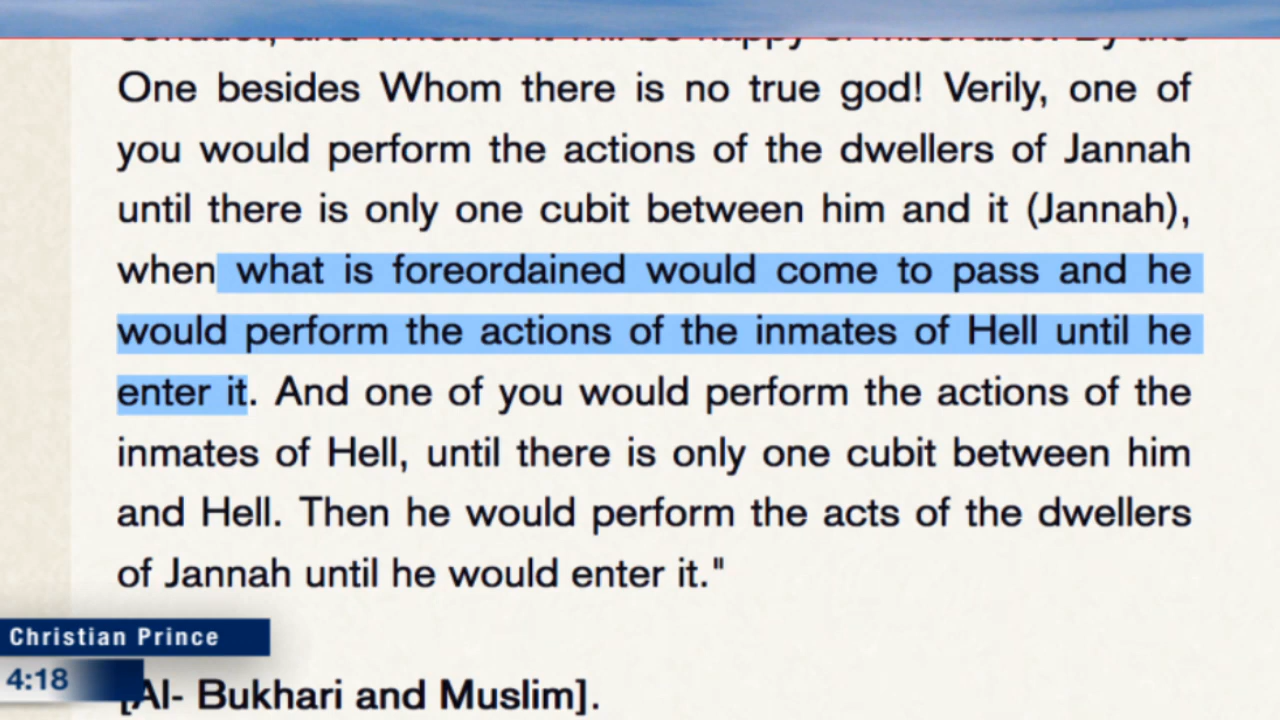 One besides Whom there is no true god! Verily, one of
you would perform the actions of the dwellers of Jannah
until there is only one cubit between him and it (Jannah),
when what is foreordained would come to pass and he
would perform the actions of the inmates of Hell until he
enter it. And one of you would perform the actions of the
inmates of Hell, until there is only one cubit between him
and Hell. Then he would perform the acts of the dwellers
of Jannah until he would enter it."
Christian Prince
4:18
[Al- Bukhari and Muslim].